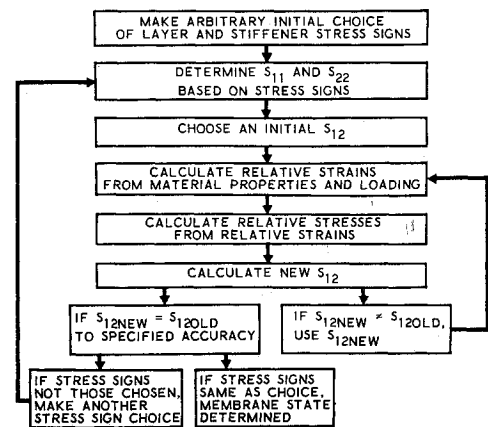 MAKE ARBITRARY INITIAL CHOICE
OF LAYER AND STIFFENER STRESS SIGNS
DETERMINE S₁₁ AND S₂₂
BASED ON STRESS SIGNS
CHOOSE AN INITIAL S₁₂
CALCULATE RELATIVE STRAINS
FROM MATERIAL PROPERTIES AND LOADING
CALCULATE RELATIVE STRESSES
FROM RELATIVE STRAINS
CALCULATE NEW S₁₂
IF S₁₂NEW = S₁₂OLD
TO SPECIFIED ACCURACY
IF S₁₂NEW ≠ S₁₂OLD,
USE S₁₂NEW
IF STRESS SIGNS
NOT THOSE CHOSEN,
MAKE ANOTHER
STRESS SIGN CHOICE
IF STRESS SIGNS
SAME AS CHOICE,
MEMBRANE STATE
DETERMINED